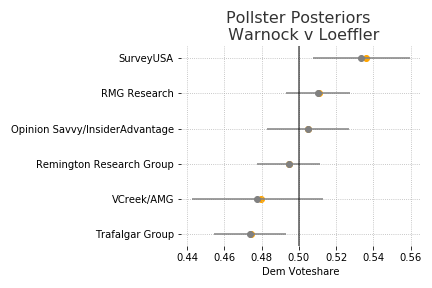 Pollster Posteriors
Warnock v Loeffler
SurveyUSA
RMG Research
Opinion Savvy/InsiderAdvantage
Remington Research Group
VCreek/AMG
Trafalgar Group
0.44 0.46 0.48 0.50 0.52 0.54 0.56
Dem Voteshare